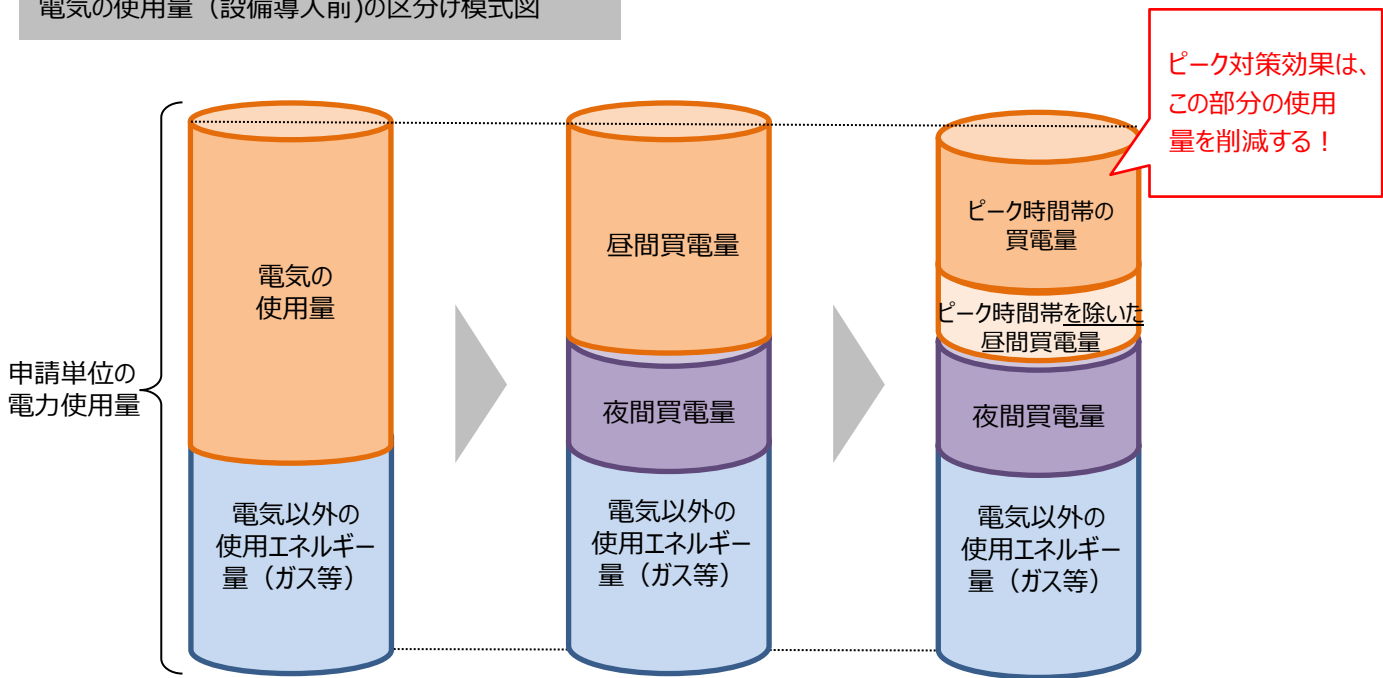 電気の使用量（設備導入前)の区分け模式図
ピーク対策効果は、
この部分の使用
量を削減する！
申請単位の
電力使用量
電気の
使用量
電気以外の
使用エネルギー
量（ガス等）
昼間買電量
夜間買電量
電気以外の
使用エネルギー
量（ガス等）
ピーク時間帯の
買電量
ピーク時間帯を除いた
昼間買電量
夜間買電量
電気以外の
使用エネルギー
量（ガス等）